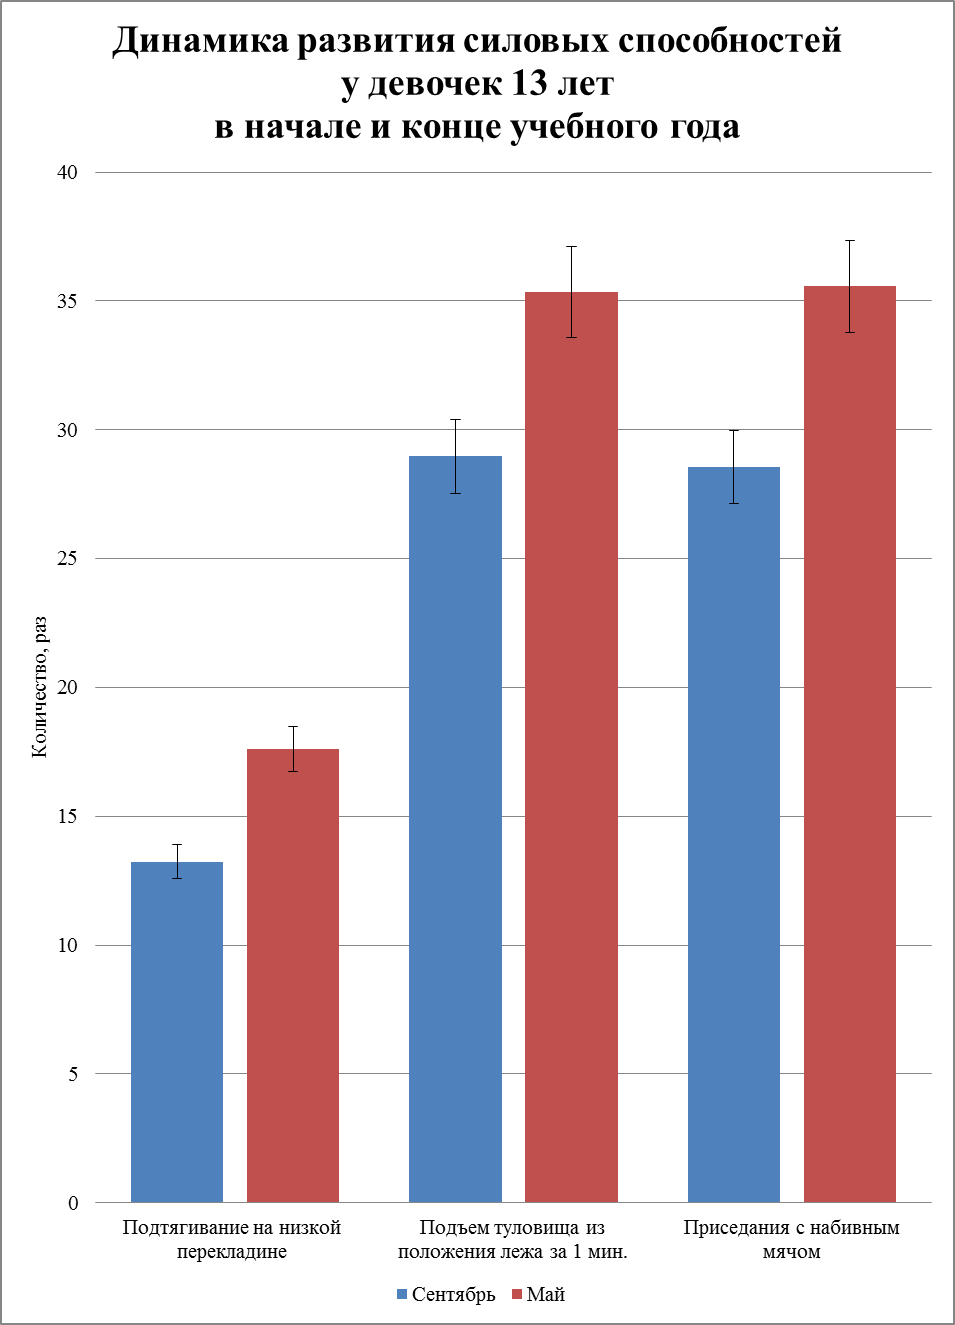 Динамика развития силовых способностей
у девочек 13 лет
в начале и конце учебного года
40
35
30
25
20
15
10
5
0
Количество, раз
Подтягивание на низкой
перекладине
Подъем туловища из
положения лежа за 1 мин.
Приседания с набивным
мячом
Сентябрь
Май